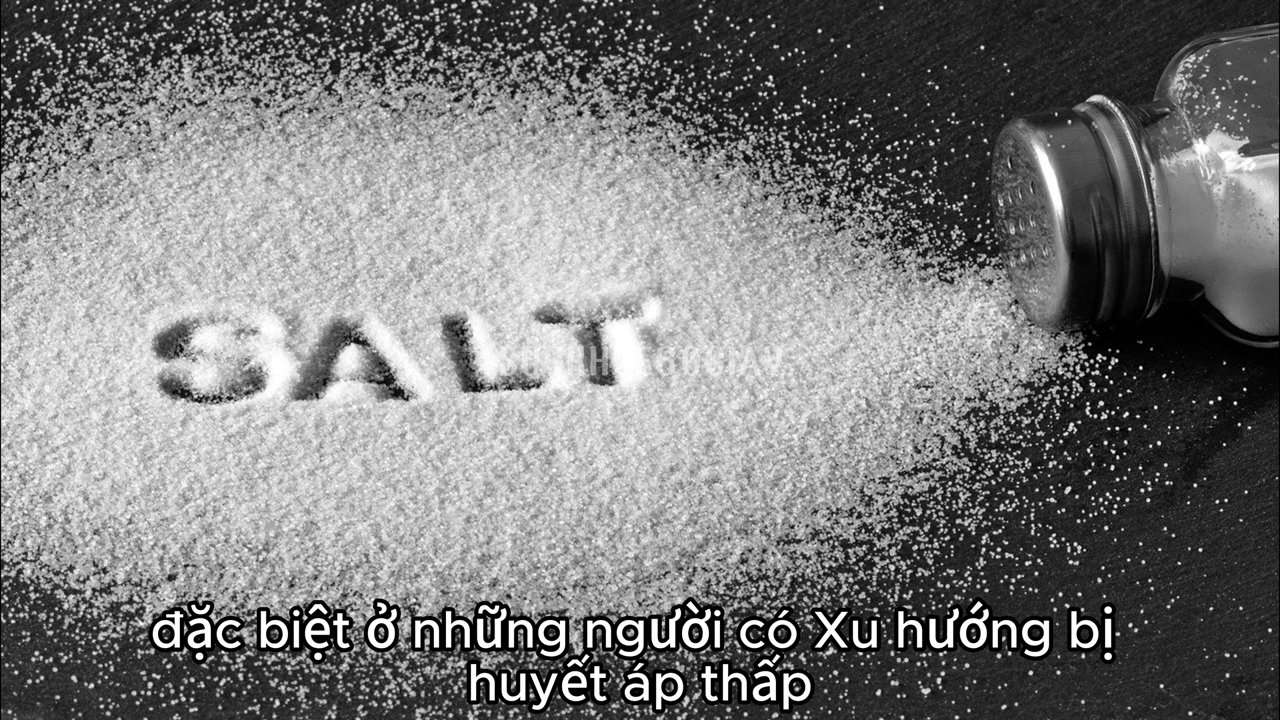 SALT
đặc biệt ở những người có Xu hướng bị
huyết áp thấp